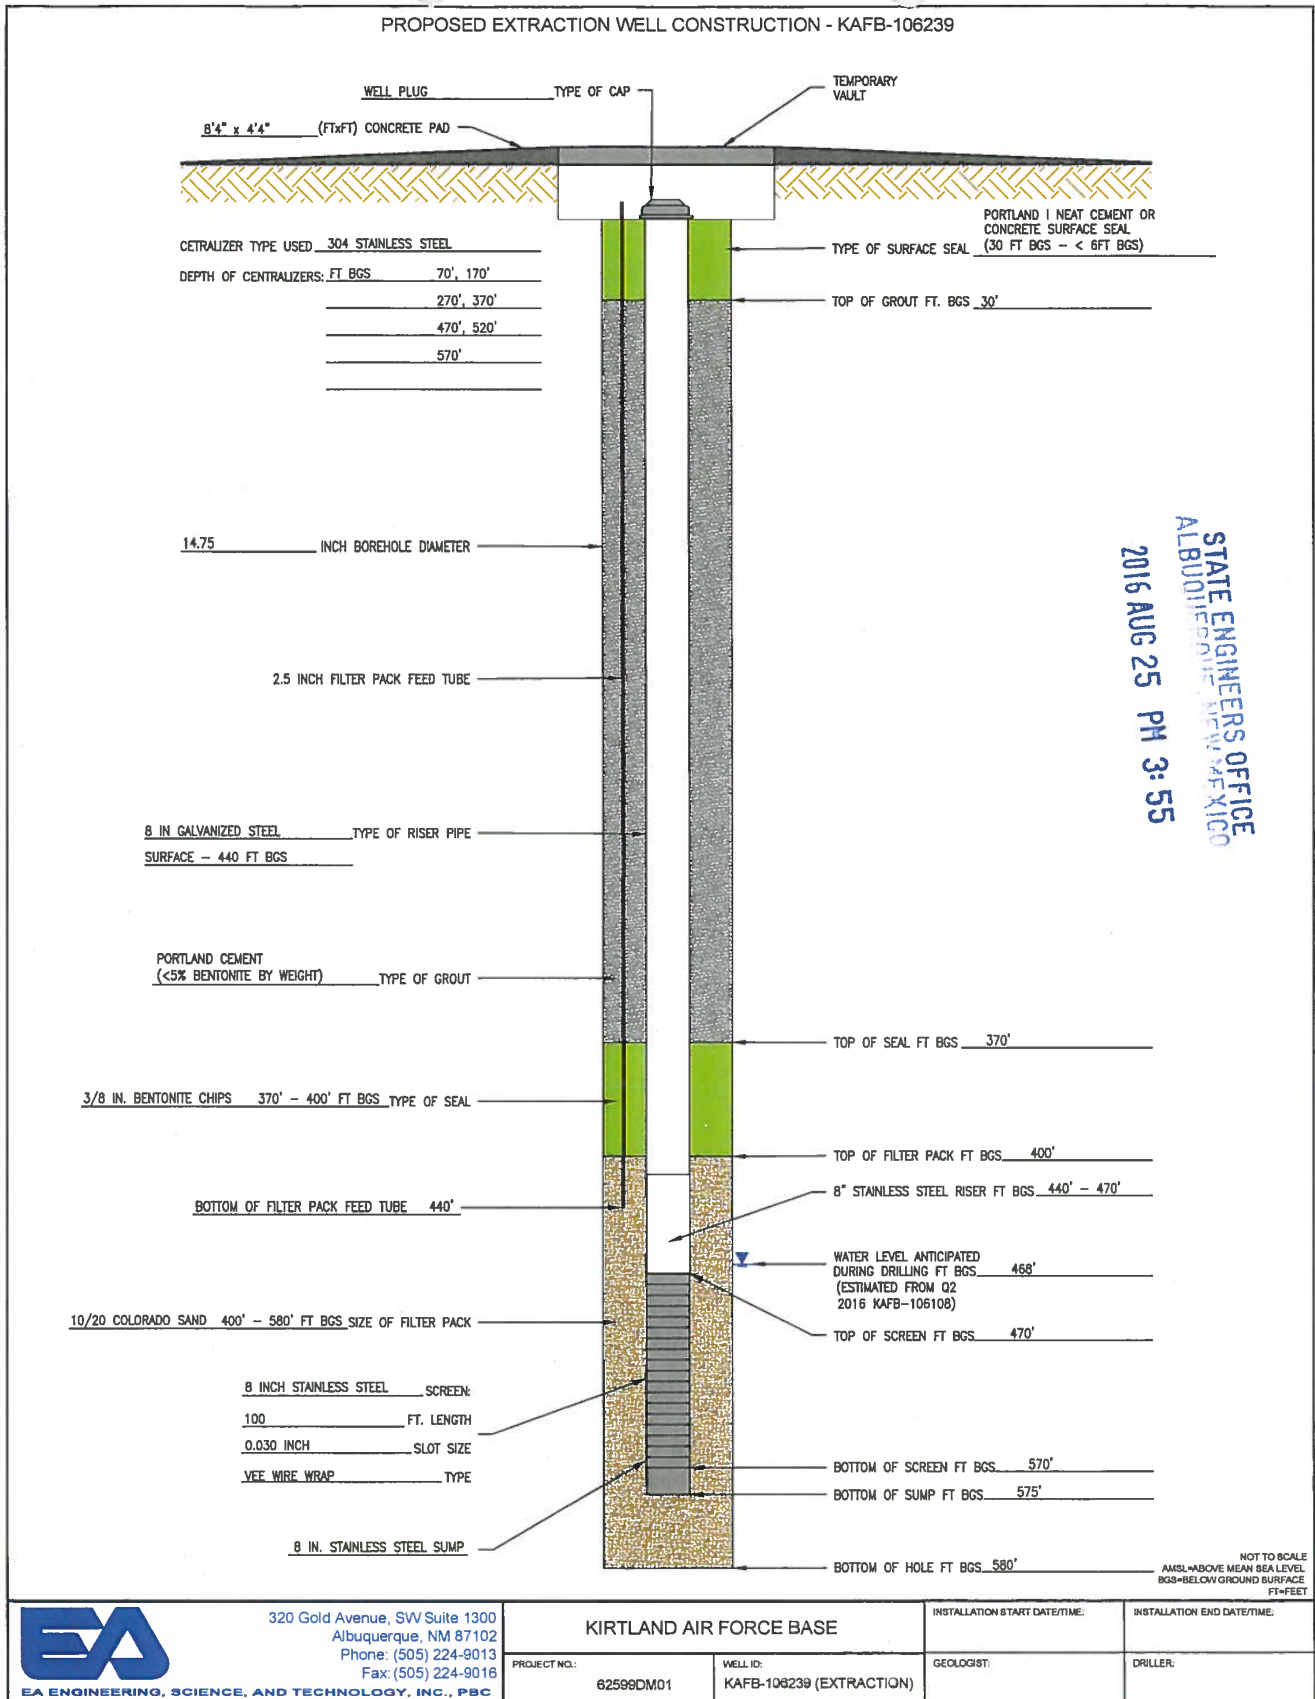 PROPOSED EXTRACTION WELL CONSTRUCTION - KAFB-106239
WELL PLUG TYPE OF CAP
TEMPORARY
VAULT
8'4" x 4'4" (FTxFT) CONCRETE PAD
CETRALIZER TYPE USED 304 STAINLESS STEEL
DEPTH OF CENTRALIZERS: FT BGS 70', 170'
270', 370'
470', 520'
570'
PORTLAND I NEAT CEMENT OR
CONCRETE SURFACE SEAL
TYPE OF SURFACE SEAL (30 FT BGS - < 6FT BGS)
TOP OF GROUT FT. BGS 30'
14.75 INCH BOREHOLE DIAMETER
STATE ENGINEERS OFFICE
ALBUQUERQUE, NEW MEXICO
2016 AUG 25 PM 3:55
2.5 INCH FILTER PACK FEED TUBE
8 IN GALVANIZED STEEL TYPE OF RISER PIPE
SURFACE - 440 FT BGS
PORTLAND CEMENT
(<5% BENTONITE BY WEIGHT) TYPE OF GROUT
TOP OF SEAL FT BGS 370'
3/8 IN. BENTONITE CHIPS 370' - 400' FT BGS TYPE OF SEAL
TOP OF FILTER PACK FT BGS 400'
8" STAINLESS STEEL RISER FT BGS 440' - 470'
BOTTOM OF FILTER PACK FEED TUBE 440'
WATER LEVEL ANTICIPATED
DURING DRILLING FT BGS 468'
(ESTIMATED FROM Q2
2016 KAFB-106108)
10/20 COLORADO SAND 400' - 580' FT BGS SIZE OF FILTER PACK
TOP OF SCREEN FT BGS 470'
8 INCH STAINLESS STEEL SCREEN:
100 FT. LENGTH
0.030 INCH SLOT SIZE
VEE WIRE WRAP TYPE
BOTTOM OF SCREEN FT BGS 570'
BOTTOM OF SUMP FT BGS 575'
8 IN. STAINLESS STEEL SUMP
BOTTOM OF HOLE FT BGS 580'
NOT TO SCALE
AMSL=ABOVE MEAN SEA LEVEL
BGS=BELOW GROUND SURFACE
FT=FEET
EA
320 Gold Avenue, SW Suite 1300
Albuquerque, NM 87102
Phone: (505) 224-9013
Fax: (505) 224-9016
EA ENGINEERING, SCIENCE, AND TECHNOLOGY, INC., PBC
KIRTLAND AIR FORCE BASE
PROJECT NO.:
62599DM01
WELL ID:
KAFB-106239 (EXTRACTION)
INSTALLATION START DATE/TIME:
INSTALLATION END DATE/TIME:
GEOLOGIST:
DRILLER: